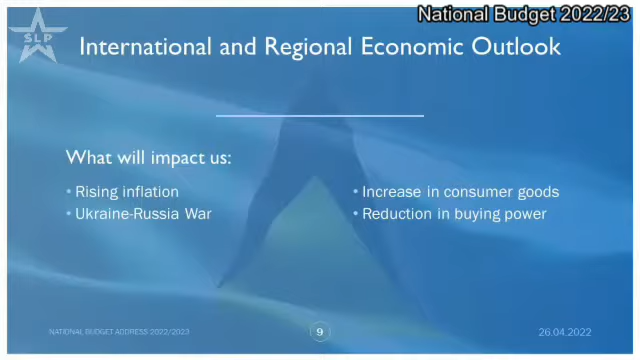 National Budget 2022/23
SLP
International and Regional Economic Outlook
What will impact us:
• Rising inflation
• Ukraine-Russia War
• Increase in consumer goods
• Reduction in buying power
NATIONAL BUDGET ADDRESS 2022/2023
9
26.04.2022